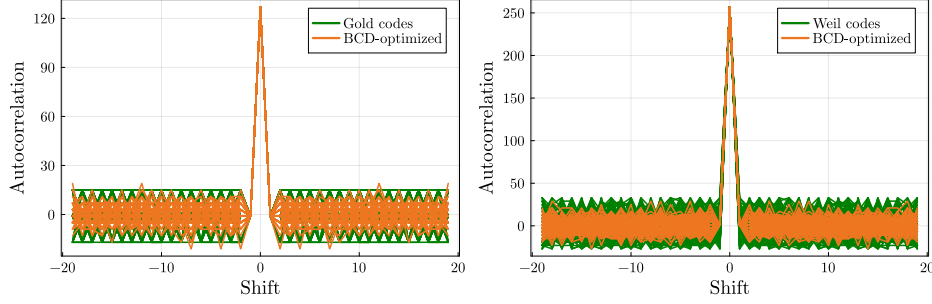 Autocorrelation
120
90
60
30
0
−20
−10
0
10
20
Shift
Gold codes
BCD-optimized
Autocorrelation
250
200
150
100
50
0
−20
−10
0
10
20
Shift
Weil codes
BCD-optimized